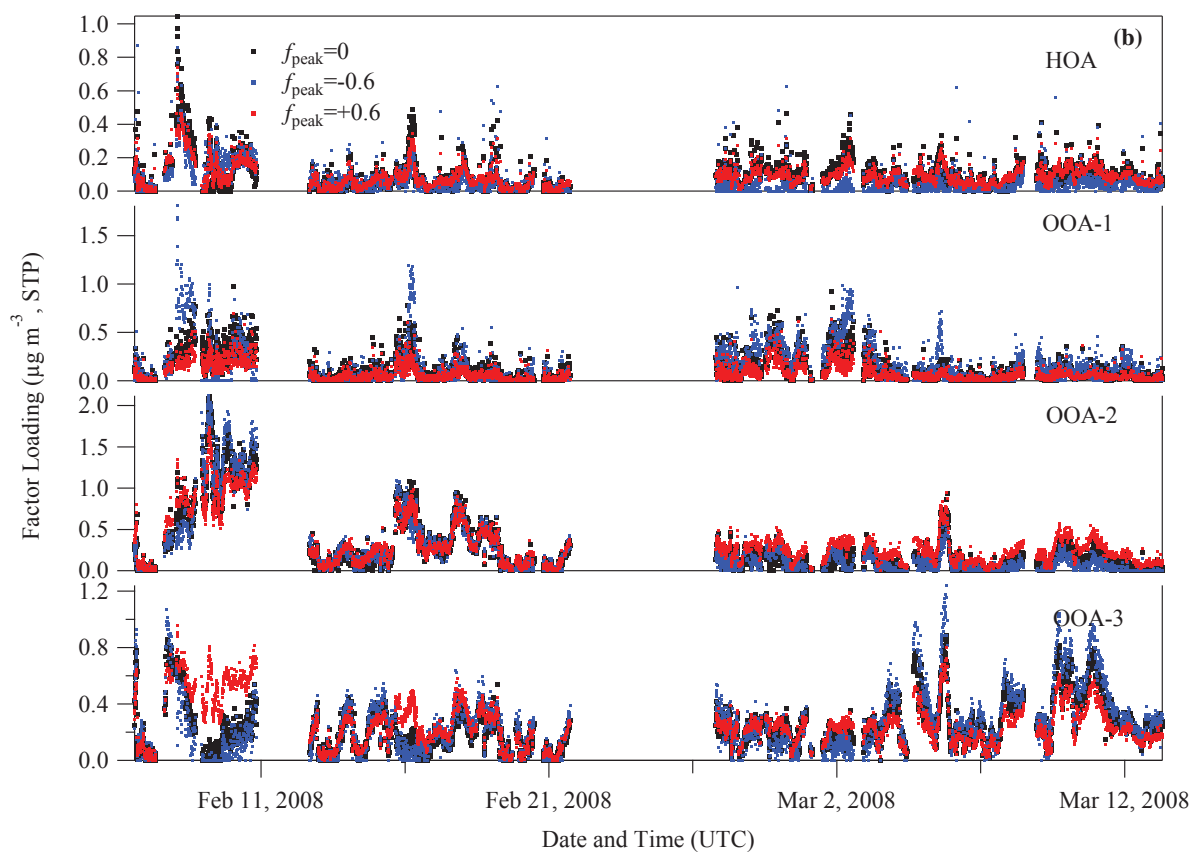 (b)
HOA
f peak=0
f peak=-0.6
f peak=+0.6
1.0
0.8
0.6
0.4
0.2
0.0
OOA-1
1.5
1.0
0.5
0.0
OOA-2
2.0
1.5
1.0
0.5
0.0
OOA-3
1.2
0.8
0.4
0.0
Factor Loading (µg m⁻³, STP)
Feb 11, 2008
Feb 21, 2008
Mar 2, 2008
Mar 12, 2008
Date and Time (UTC)